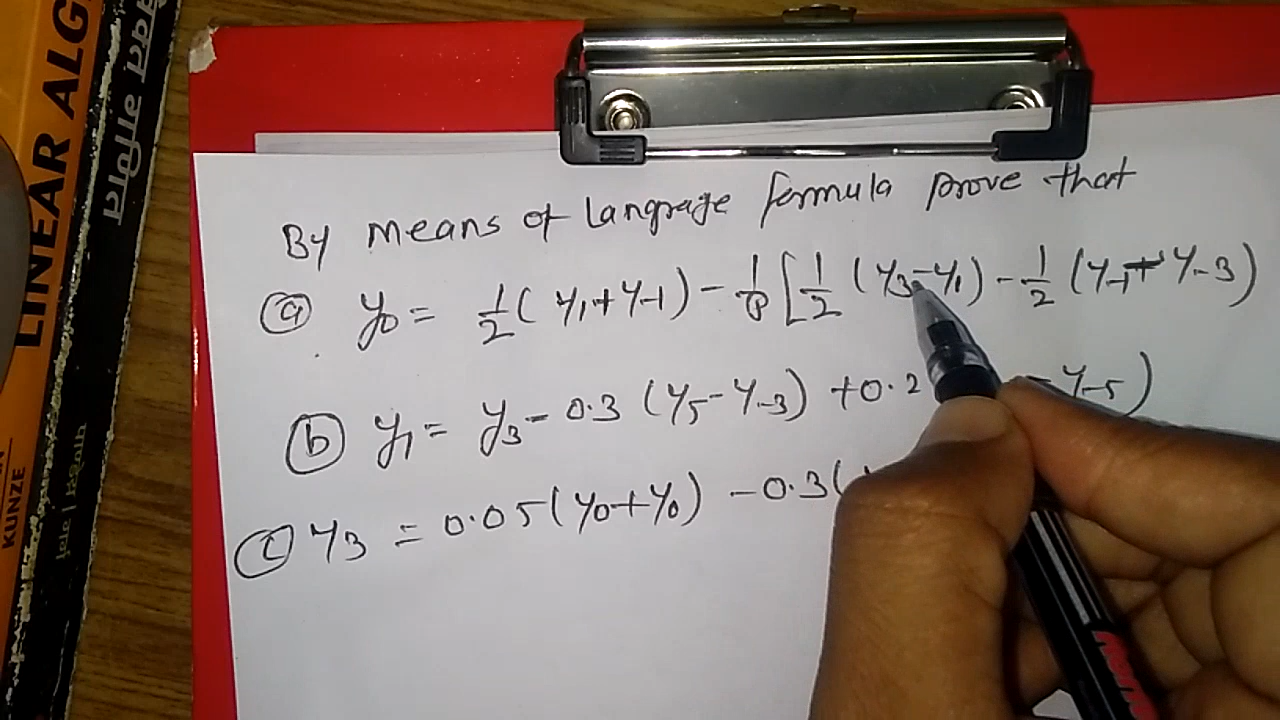 LINEAR ALG
KUNZE
By means of Langrage formula prove that
(a) y₀ = 1/2 (y₁+y₋₁) - 1/8 [1/2 (y₃-y₁) - 1/2 (y₋₁+y₋₃)
(b) y₁ = y₃ - 0.3 (y₅-y₋₃) + 0.2 - y₋₅)
(c) y₃ = 0.05 (y₀+y₀) - 0.3(